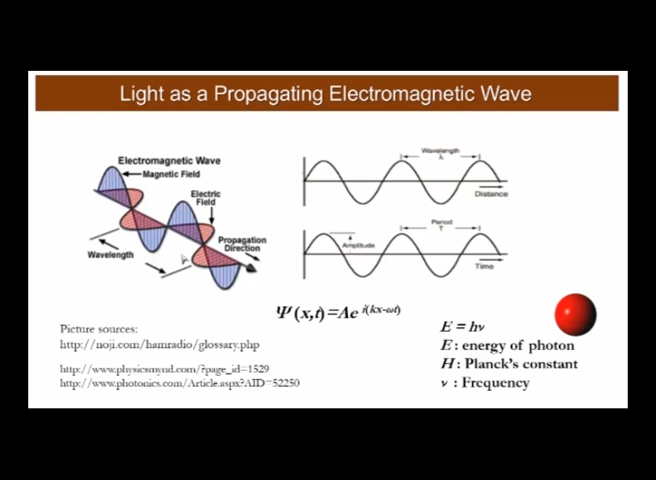 Light as a Propagating Electromagnetic Wave
Electromagnetic Wave
Magnetic Field
Electric
Field
Propagation
Direction
Wavelength
Wavelength
λ
Distance
Period
T
Amplitude
Time
Ψ(x,t)=Ae i(kx-ωt)
Picture sources:
http://noji.com/hamradio/glossary.php
http://www.physicsmynd.com/?page_id=1529
http://www.photonics.com/Article.aspx?AID=52250
E = hν
E : energy of photon
H : Planck's constant
ν : Frequency